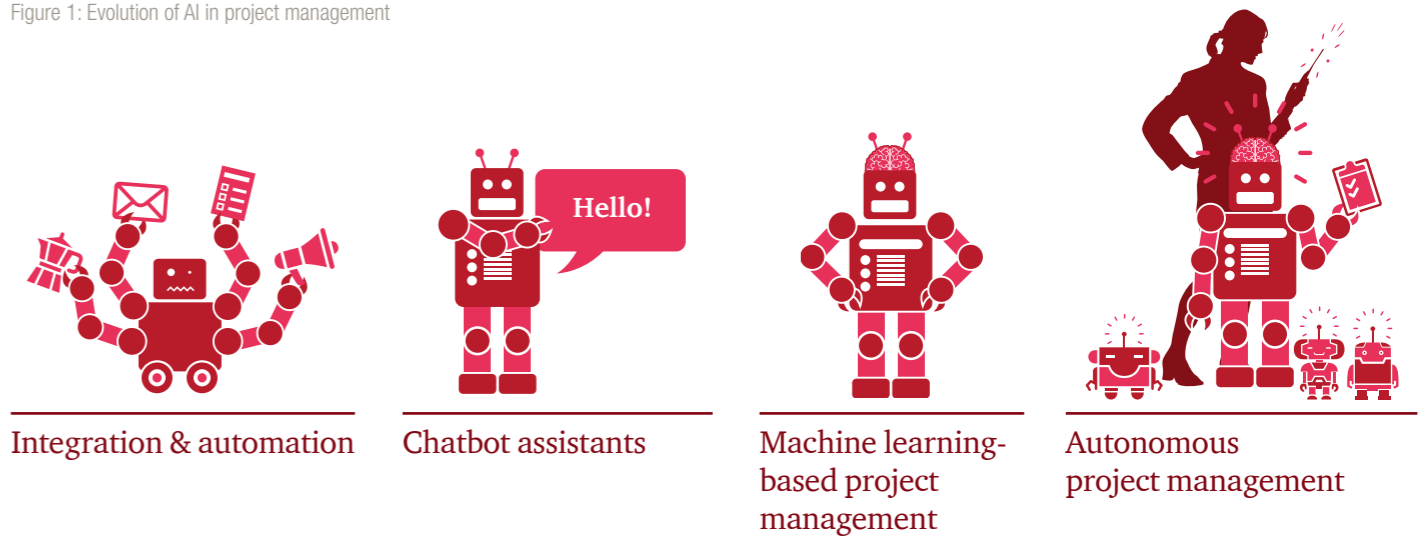 Figure 1: Evolution of AI in project management
Hello!
Integration & automation
Chatbot assistants
Machine learning-
based project
management
Autonomous
project management